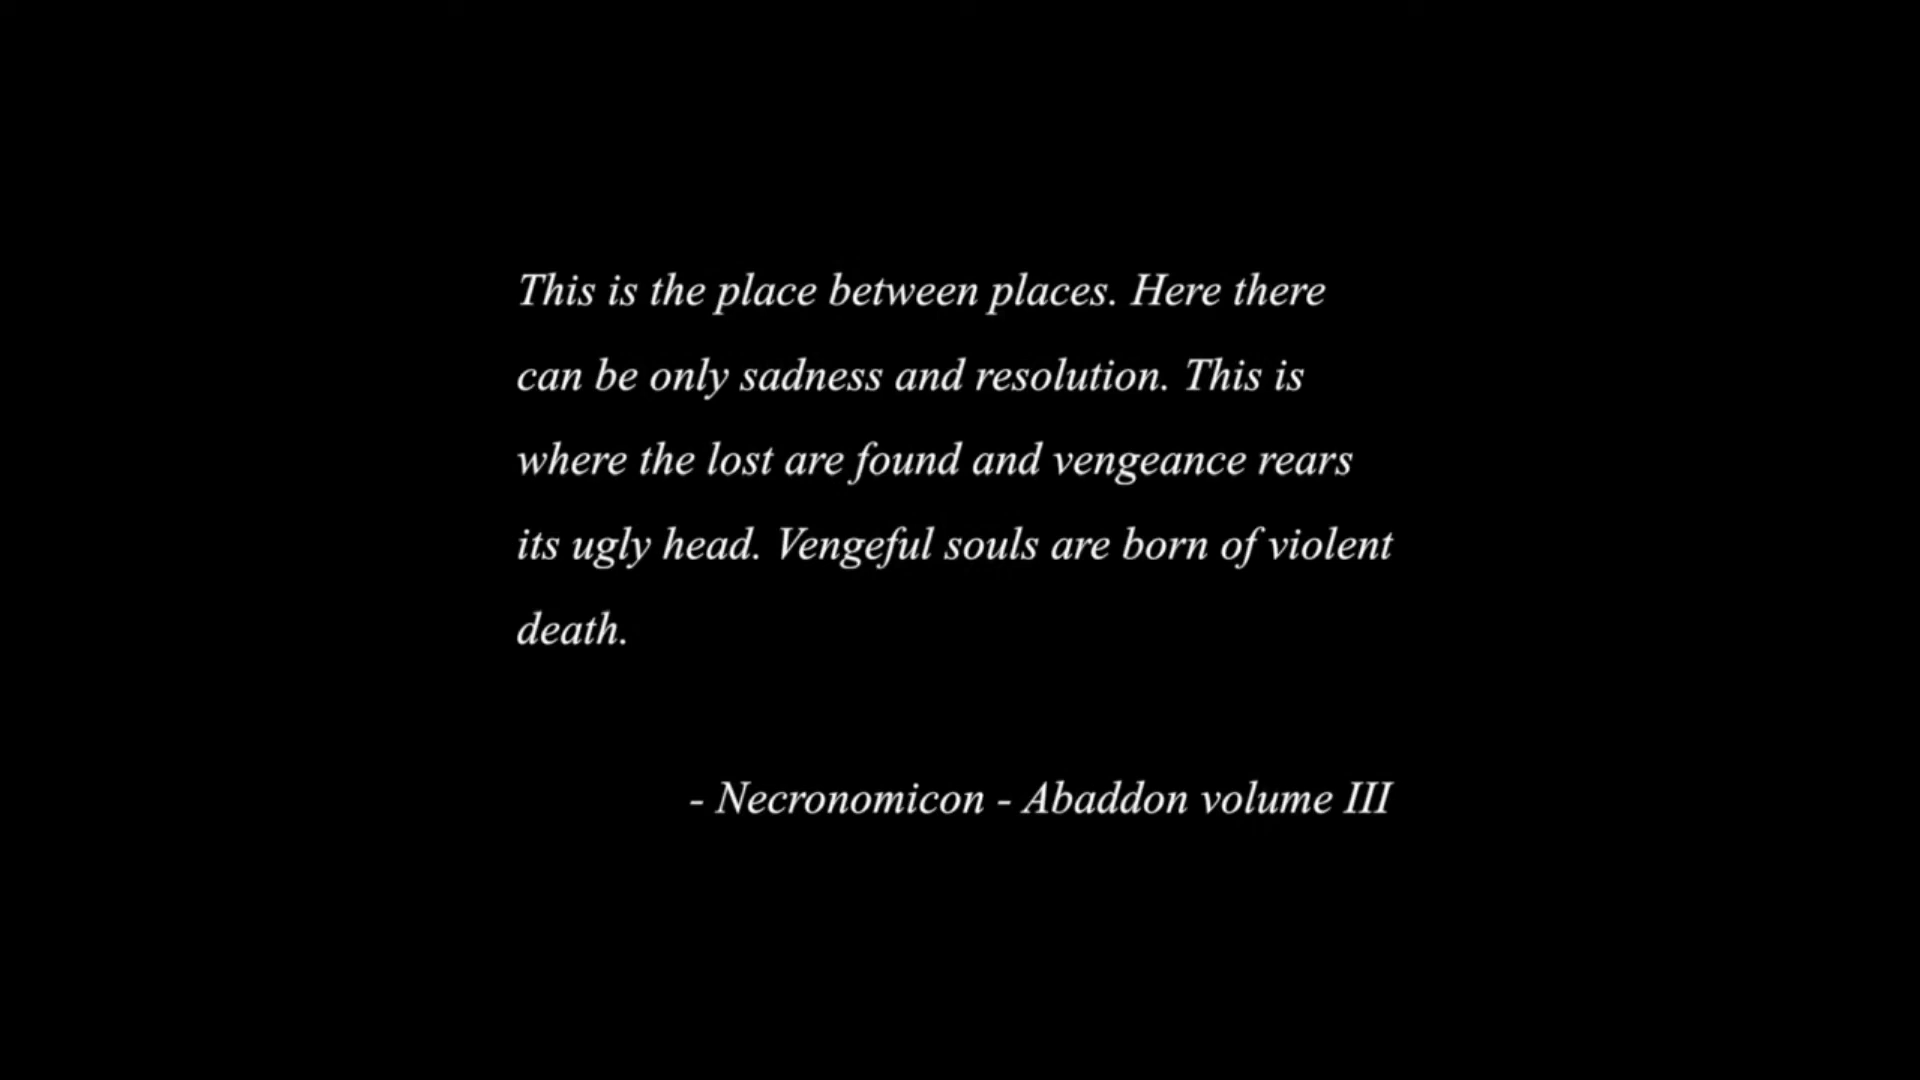 This is the place between places. Here there
can be only sadness and resolution. This is
where the lost are found and vengeance rears
its ugly head. Vengeful souls are born of violent
death.
- Necronomicon - Abaddon volume III